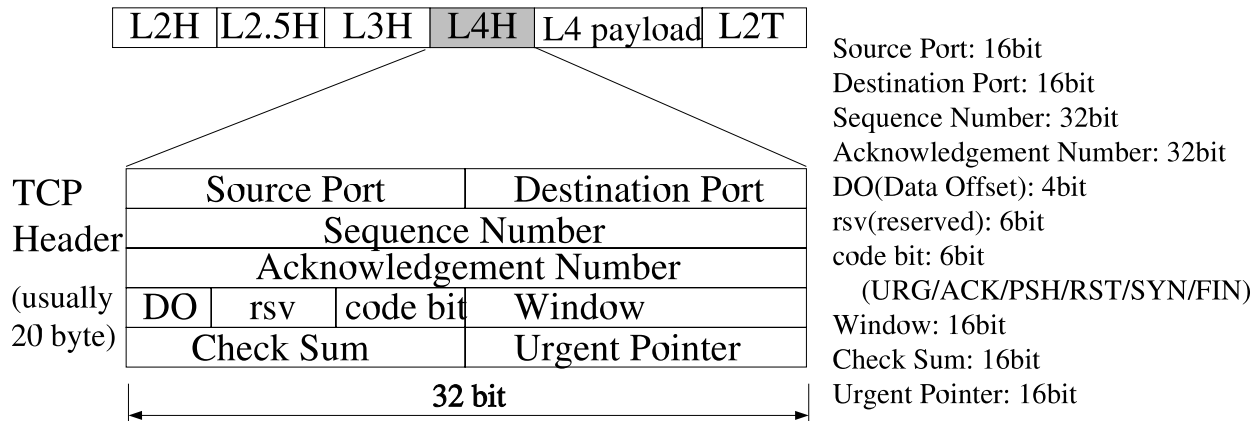 L2H L2.5H L3H L4H L4 payload L2T
TCP
Header
(usually
20 byte)
Source Port Destination Port
Sequence Number
Acknowledgement Number
DO rsv code bit Window
Check Sum Urgent Pointer
32 bit
Source Port: 16bit
Destination Port: 16bit
Sequence Number: 32bit
Acknowledgement Number: 32bit
DO(Data Offset): 4bit
rsv(reserved): 6bit
code bit: 6bit
(URG/ACK/PSH/RST/SYN/FIN)
Window: 16bit
Check Sum: 16bit
Urgent Pointer: 16bit